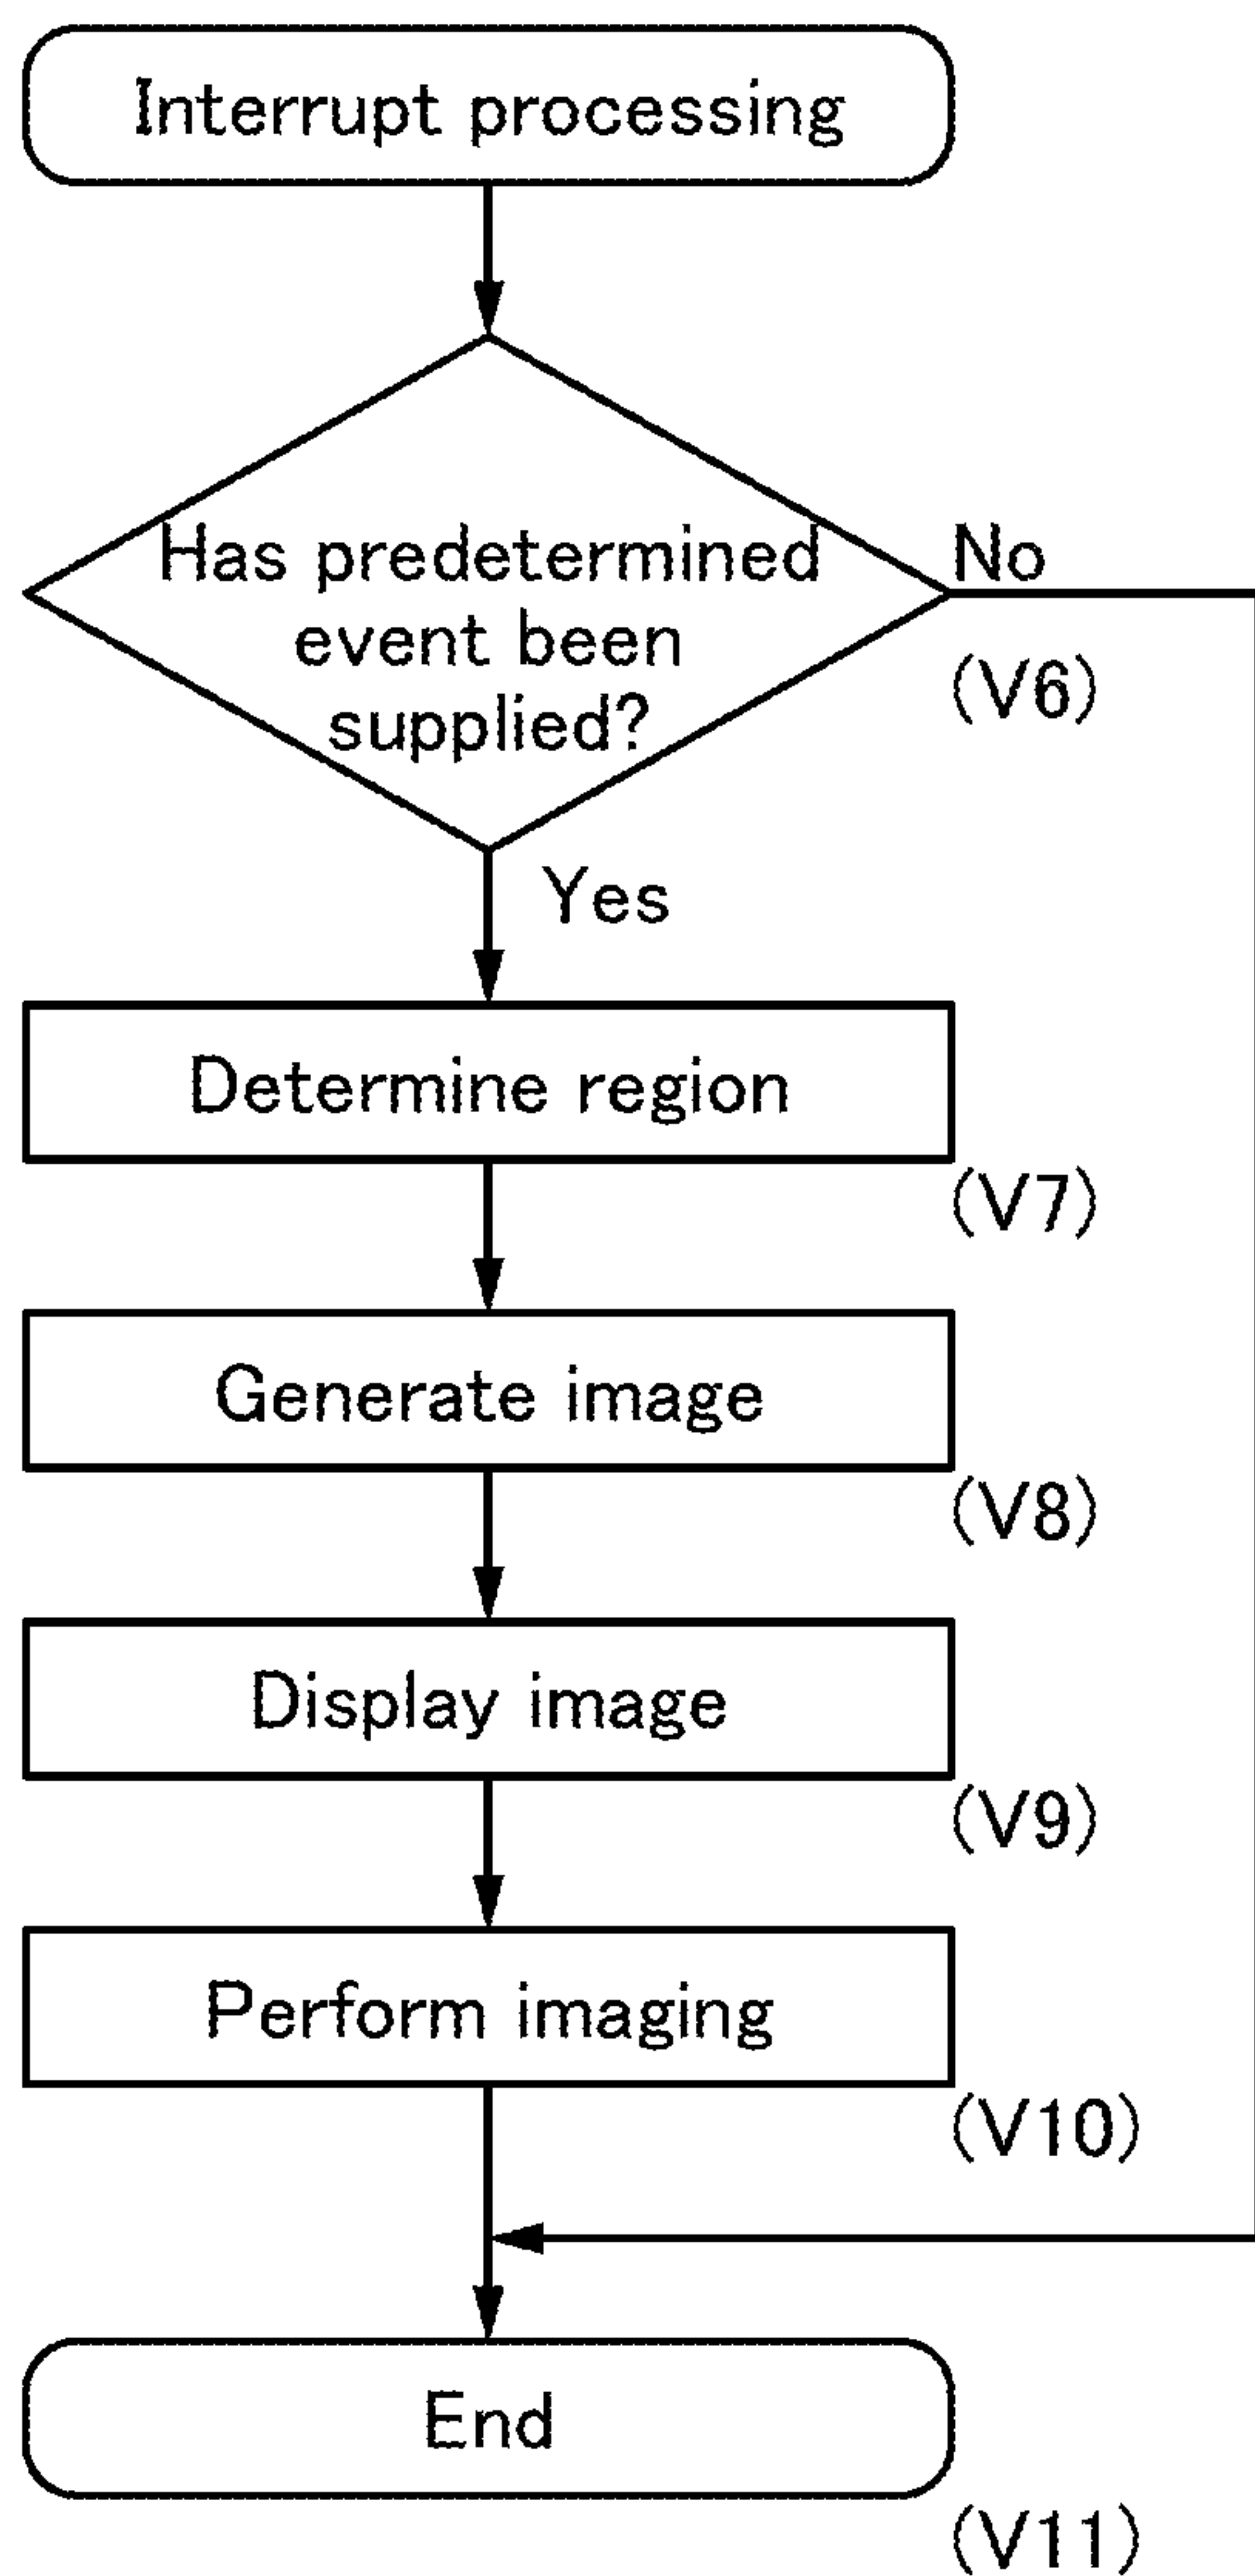 Interrupt processing
Has predetermined
event been
supplied?
No
(V6)
Yes
Determine region
(V7)
Generate image
(V8)
Display image
(V9)
Perform imaging
(V10)
End
(V11)